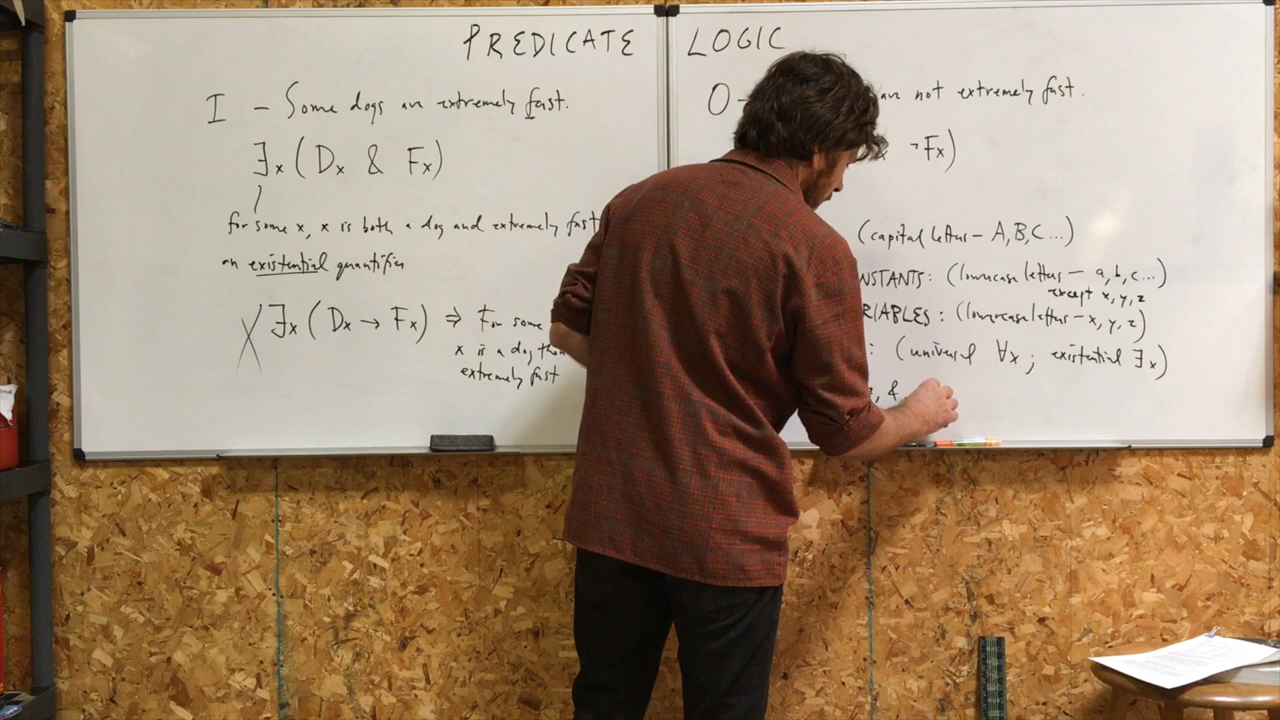 PREDICATE LOGIC
I – Some dogs are extremely fast.
∃x (Dx & Fx)
for some x, x is both a dog and extremely fast
an existential quantifier
X ∃x (Dx → Fx) ⇒ For some
x is a dog then
extremely fast
O – are not extremely fast.
x ¬Fx)
(capital letters – A, B, C ...)
NSTANTS: (lowercase letters – a, b, c ...)
except x, y, z
RIABLES: (lowercase letters – x, y, z)
: (universal ∀x ; existential ∃x)
, &